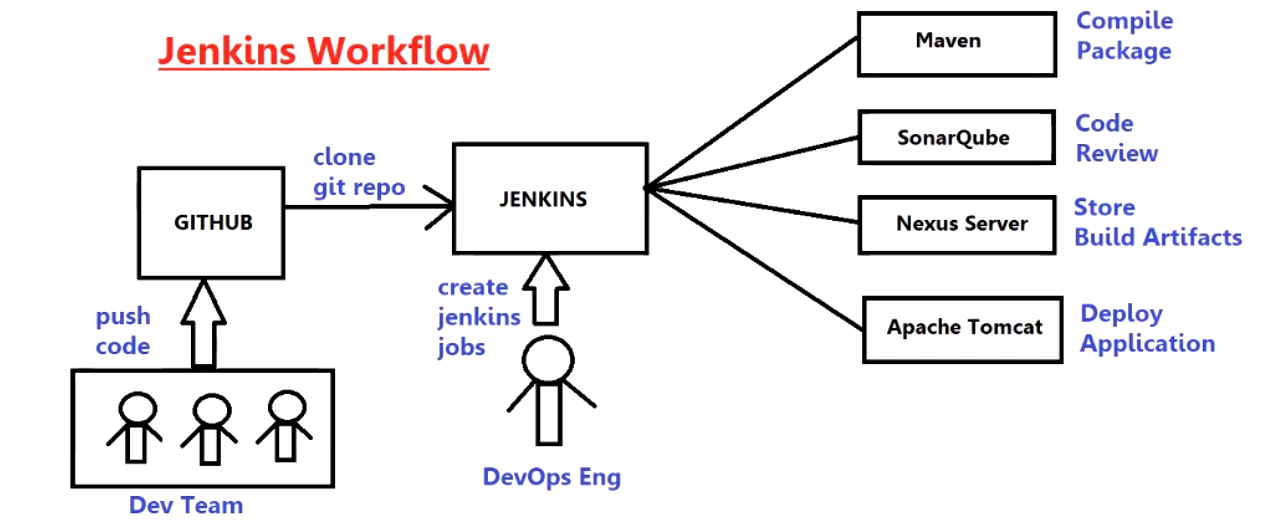 Jenkins Workflow
Maven
Compile
Package
SonarQube
Code
Review
clone
git repo
GITHUB
JENKINS
Nexus Server
Store
Build Artifacts
push
code
create
jenkins
jobs
Apache Tomcat
Deploy
Application
Dev Team
DevOps Eng